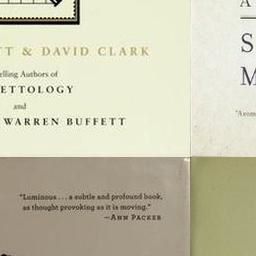 & DAVID CLARK
elling Authors of
ETTOLOGY
and
WARREN BUFFETT
A
S
M
"Luminous . . . a subtle and profound book,
as thought provoking as it is moving."
—ANN PACKER